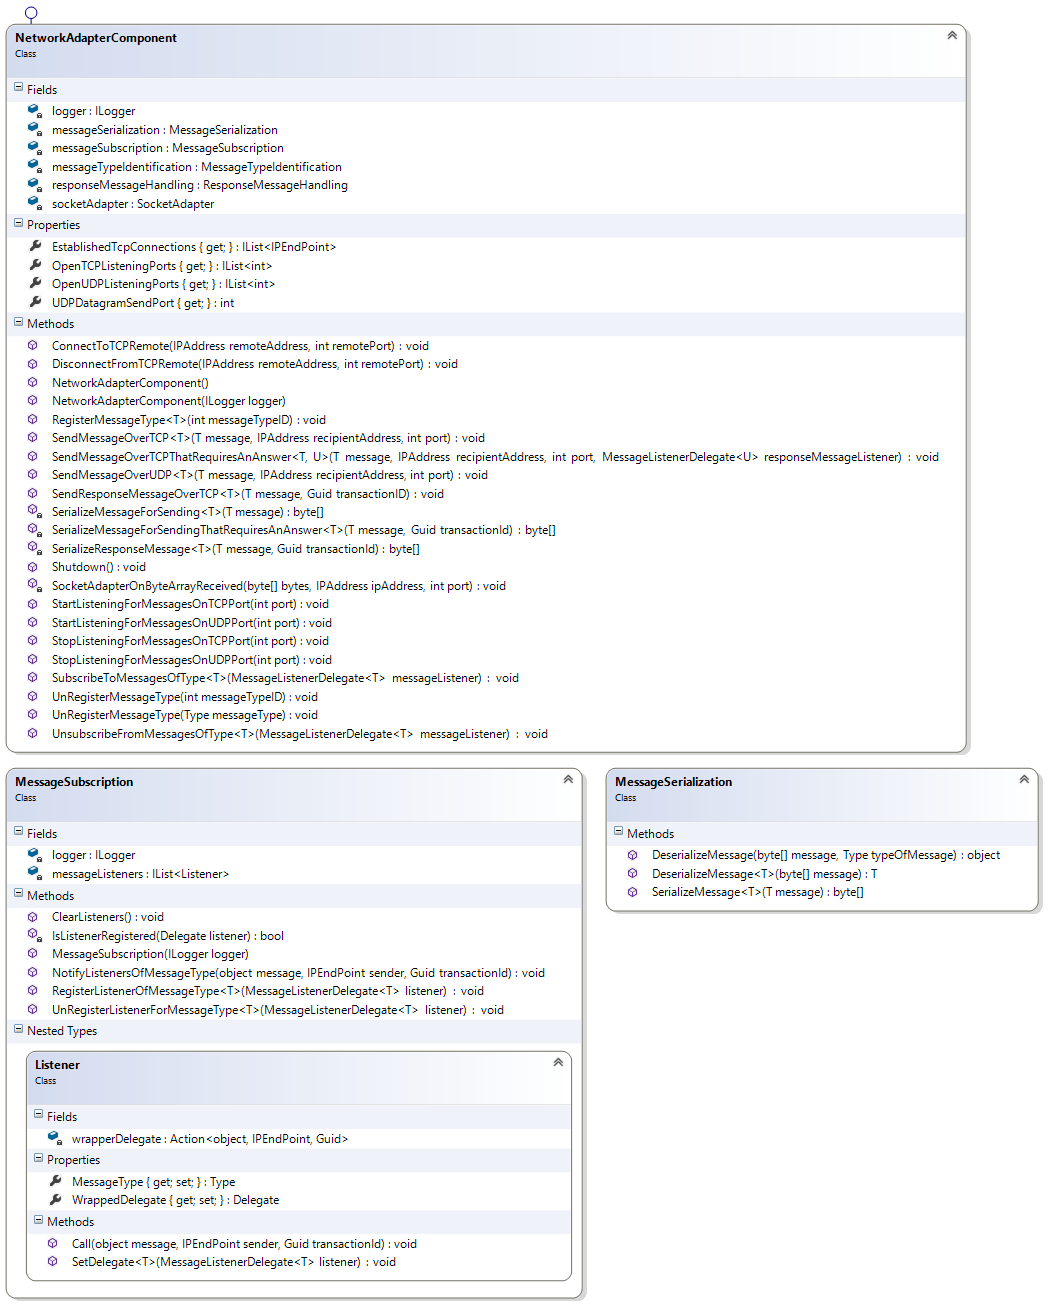 NetworkAdapterComponent
Class
Fields
logger : ILogger
messageSerialization : MessageSerialization
messageSubscription : MessageSubscription
messageTypeIdentification : MessageTypeIdentification
responseMessageHandling : ResponseMessageHandling
socketAdapter : SocketAdapter
Properties
EstablishedTcpConnections { get; } : IList<IPEndPoint>
OpenTCPListeningPorts { get; } : IList<int>
OpenUDPListeningPorts { get; } : IList<int>
UDPDatagramSendPort { get; } : int
Methods
ConnectToTCPRemote(IPAddress remoteAddress, int remotePort) : void
DisconnectFromTCPRemote(IPAddress remoteAddress, int remotePort) : void
NetworkAdapterComponent()
NetworkAdapterComponent(ILogger logger)
RegisterMessageType<T>(int messageTypeID) : void
SendMessageOverTCP<T>(T message, IPAddress recipientAddress, int port) : void
SendMessageOverTCPThatRequiresAnAnswer<T, U>(T message, IPAddress recipientAddress, int port, MessageListenerDelegate<U> responseMessageListener) : void
SendMessageOverUDP<T>(T message, IPAddress recipientAddress, int port) : void
SendResponseMessageOverTCP<T>(T message, Guid transactionID) : void
SerializeMessageForSending<T>(T message) : byte[]
SerializeMessageForSendingThatRequiresAnAnswer<T>(T message, Guid transactionId) : byte[]
SerializeResponseMessage<T>(T message, Guid transactionId) : byte[]
Shutdown() : void
SocketAdapterOnByteArrayReceived(byte[] bytes, IPAddress ipAddress, int port) : void
StartListeningForMessagesOnTCPPort(int port) : void
StartListeningForMessagesOnUDPPort(int port) : void
StopListeningForMessagesOnTCPPort(int port) : void
StopListeningForMessagesOnUDPPort(int port) : void
SubscribeToMessagesOfType<T>(MessageListenerDelegate<T> messageListener) : void
UnRegisterMessageType(int messageTypeID) : void
UnRegisterMessageType(Type messageType) : void
UnsubscribeFromMessagesOfType<T>(MessageListenerDelegate<T> messageListener) : void
MessageSubscription
Class
Fields
logger : ILogger
messageListeners : IList<Listener>
Methods
ClearListeners() : void
IsListenerRegistered(Delegate listener) : bool
MessageSubscription(ILogger logger)
NotifyListenersOfMessageType(object message, IPEndPoint sender, Guid transactionId) : void
RegisterListenerOfMessageType<T>(MessageListenerDelegate<T> listener) : void
UnRegisterListenerForMessageType<T>(MessageListenerDelegate<T> listener) : void
Nested Types
Listener
Class
Fields
wrapperDelegate : Action<object, IPEndPoint, Guid>
Properties
MessageType { get; set; } : Type
WrappedDelegate { get; set; } : Delegate
Methods
Call(object message, IPEndPoint sender, Guid transactionId) : void
SetDelegate<T>(MessageListenerDelegate<T> listener) : void
MessageSerialization
Class
Methods
DeserializeMessage(byte[] message, Type typeOfMessage) : object
DeserializeMessage<T>(byte[] message) : T
SerializeMessage<T>(T message) : byte[]